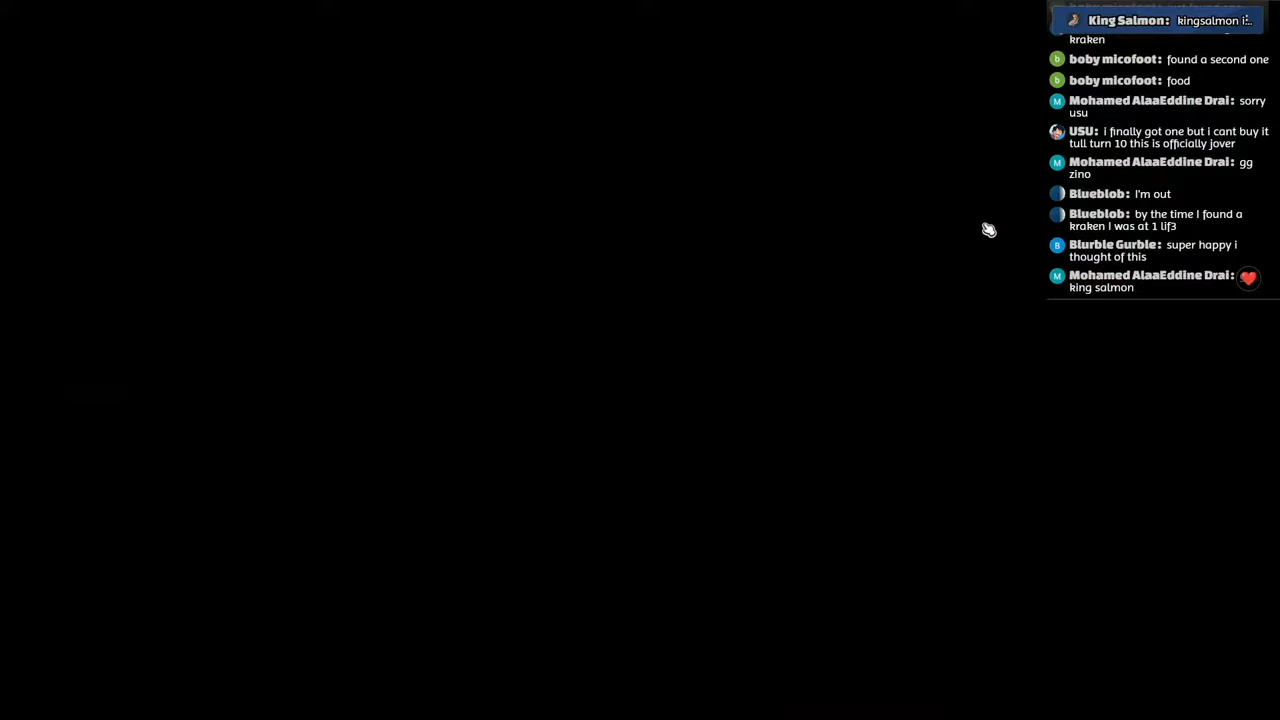 King Salmon: kingsalmon i...
kraken
boby micofoot: found a second one
boby micofoot: food
Mohamed AlaaEddine Drai: sorry
usu
USU: i finally got one but i cant buy it
tull turn 10 this is officially jover
Mohamed AlaaEddine Drai: gg
zino
Blueblob: I'm out
Blueblob: by the time I found a
kraken I was at 1 lif3
Blurble Gurble: super happy i
thought of this
Mohamed AlaaEddine Drai:
king salmon